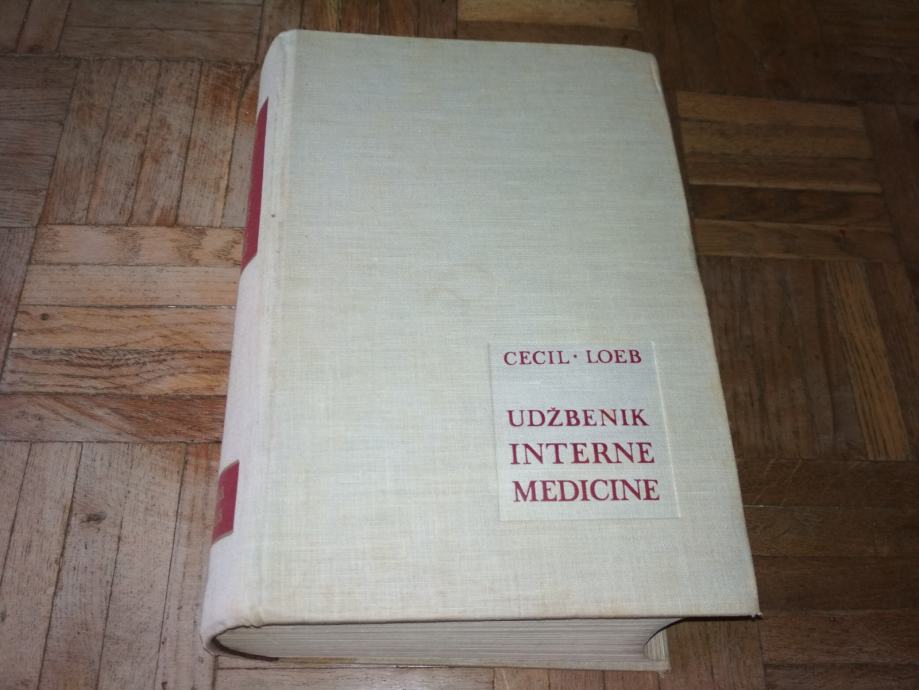 CECIL · LOEB
UDŽBENIK
INTERNE
MEDICINE